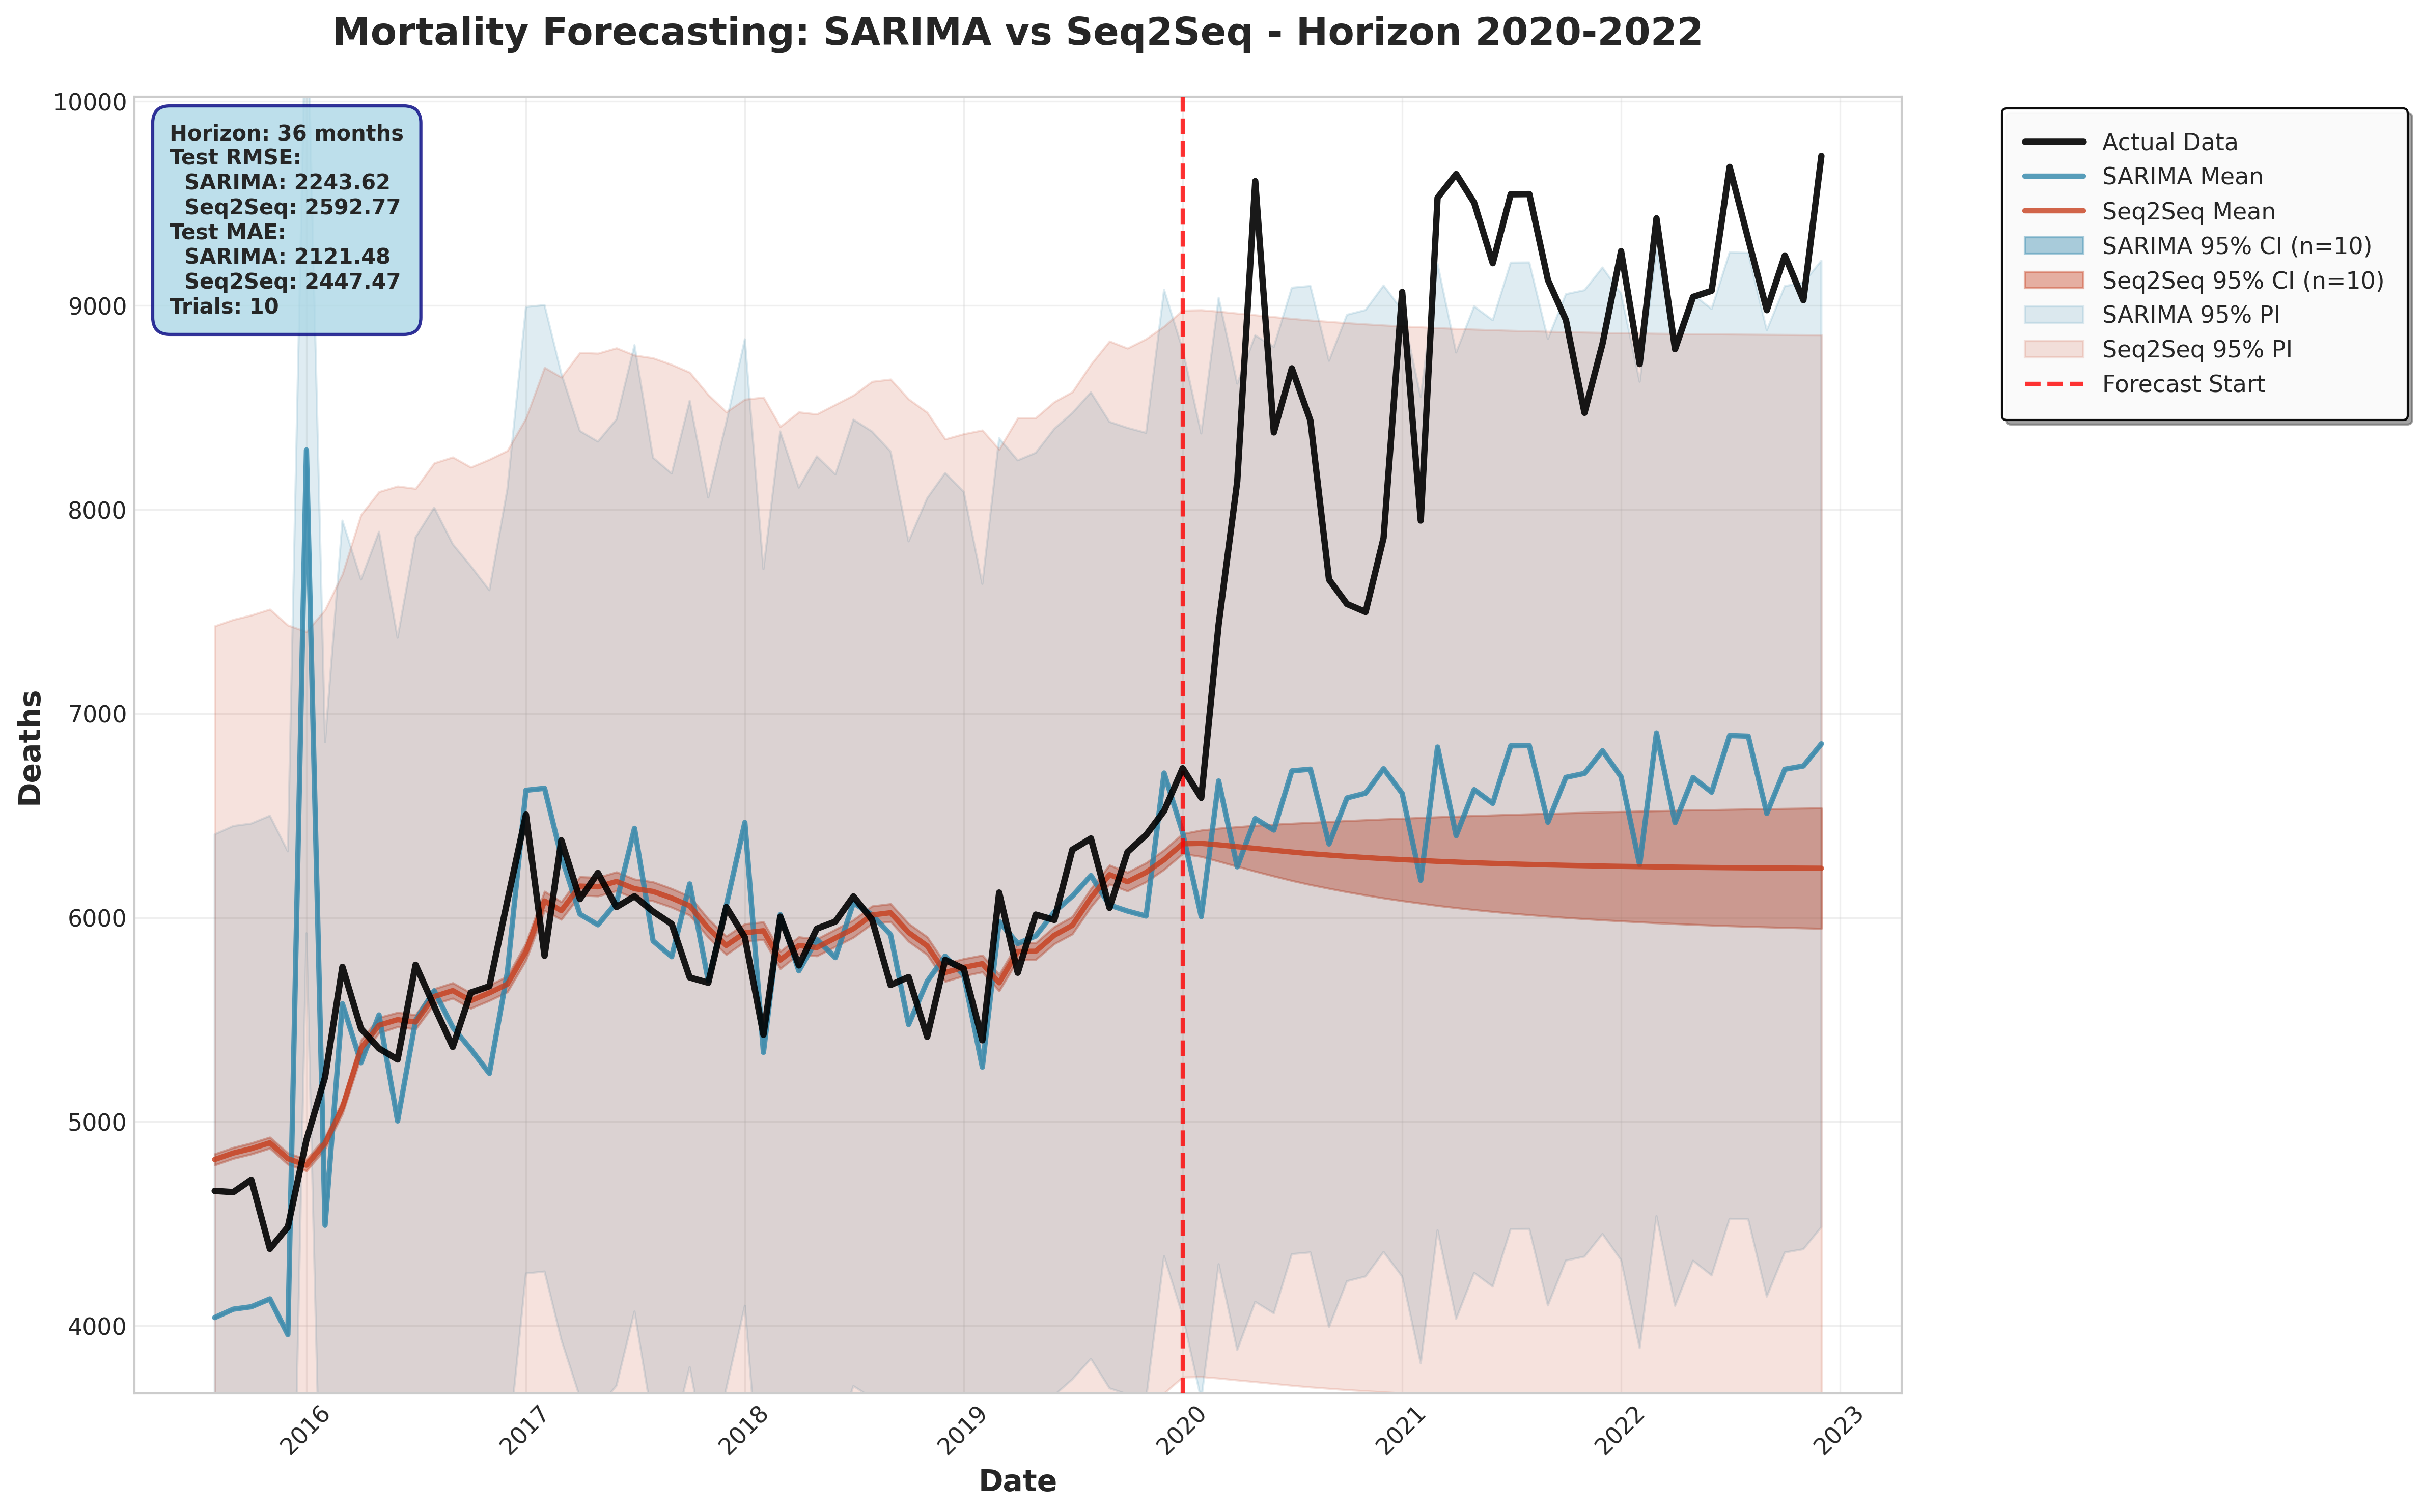 Mortality Forecasting: SARIMA vs Seq2Seq - Horizon 2020-2022
10000
9000
8000
7000
6000
5000
4000
Deaths
Horizon: 36 months
Test RMSE:
SARIMA: 2243.62
Seq2Seq: 2592.77
Test MAE:
SARIMA: 2121.48
Seq2Seq: 2447.47
Trials: 10
Actual Data
SARIMA Mean
Seq2Seq Mean
SARIMA 95% CI (n=10)
Seq2Seq 95% CI (n=10)
SARIMA 95% PI
Seq2Seq 95% PI
Forecast Start
2016
2017
2018
2019
2020
2021
2022
2023
Date